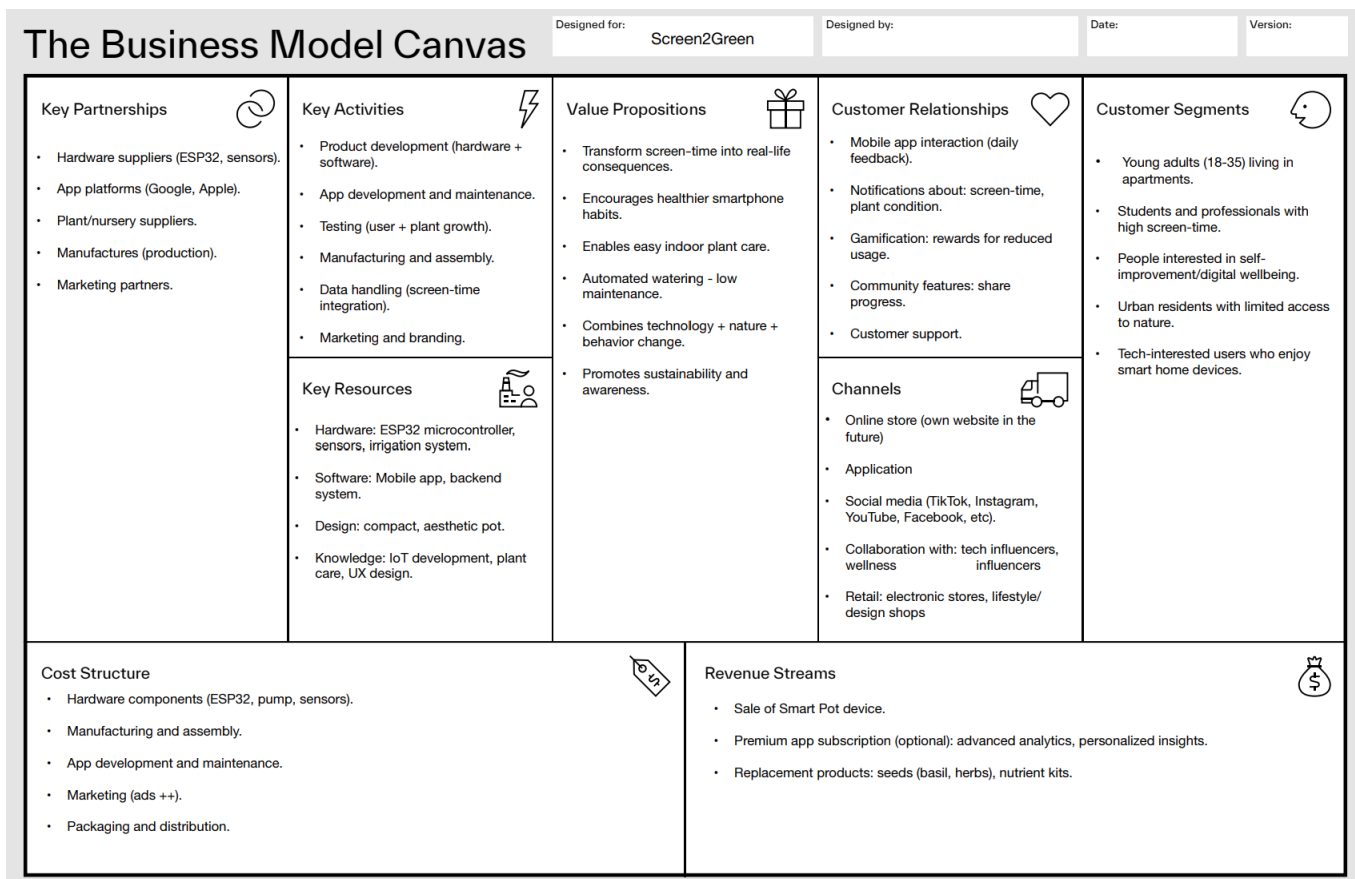 The Business Model Canvas
Designed for:
Screen2Green
Designed by:
Date:
Version:
Key Partnerships
• Hardware suppliers (ESP32, sensors).
• App platforms (Google, Apple).
• Plant/nursery suppliers.
• Manufactures (production).
• Marketing partners.
Key Activities
• Product development (hardware +
software).
• App development and maintenance.
• Testing (user + plant growth).
• Manufacturing and assembly.
• Data handling (screen-time
integration).
• Marketing and branding.
Key Resources
• Hardware: ESP32 microcontroller,
sensors, irrigation system.
• Software: Mobile app, backend
system.
• Design: compact, aesthetic pot.
• Knowledge: IoT development, plant
care, UX design.
Value Propositions
• Transform screen-time into real-life
consequences.
• Encourages healthier smartphone
habits.
• Enables easy indoor plant care.
• Automated watering - low
maintenance.
• Combines technology + nature +
behavior change.
• Promotes sustainability and
awareness.
Customer Relationships
• Mobile app interaction (daily
feedback).
• Notifications about: screen-time,
plant condition.
• Gamification: rewards for reduced
usage.
• Community features: share
progress.
• Customer support.
Channels
• Online store (own website in the
future)
• Application
• Social media (TikTok, Instagram,
YouTube, Facebook, etc).
• Collaboration with: tech influencers,
wellness influencers
• Retail: electronic stores, lifestyle/
design shops
Customer Segments
• Young adults (18-35) living in
apartments.
• Students and professionals with
high screen-time.
• People interested in self-
improvement/digital wellbeing.
• Urban residents with limited access
to nature.
• Tech-interested users who enjoy
smart home devices.
Cost Structure
• Hardware components (ESP32, pump, sensors).
• Manufacturing and assembly.
• App development and maintenance.
• Marketing (ads ++).
• Packaging and distribution.
Revenue Streams
• Sale of Smart Pot device.
• Premium app subscription (optional): advanced analytics, personalized insights.
• Replacement products: seeds (basil, herbs), nutrient kits.